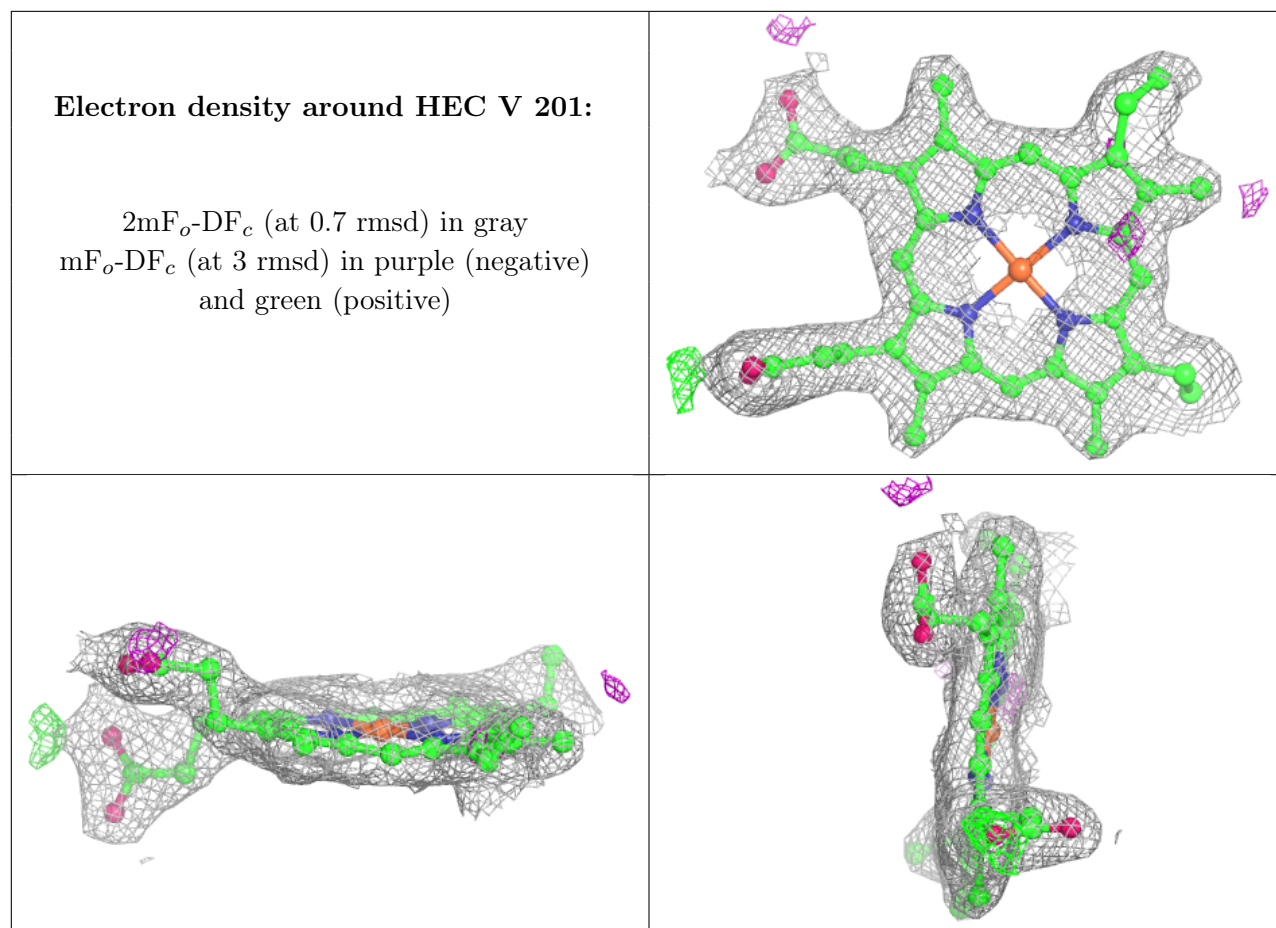 Electron density around HEC V 201:
2mFo-DFc (at 0.7 rmsd) in gray
mFo-DFc (at 3 rmsd) in purple (negative)
and green (positive)